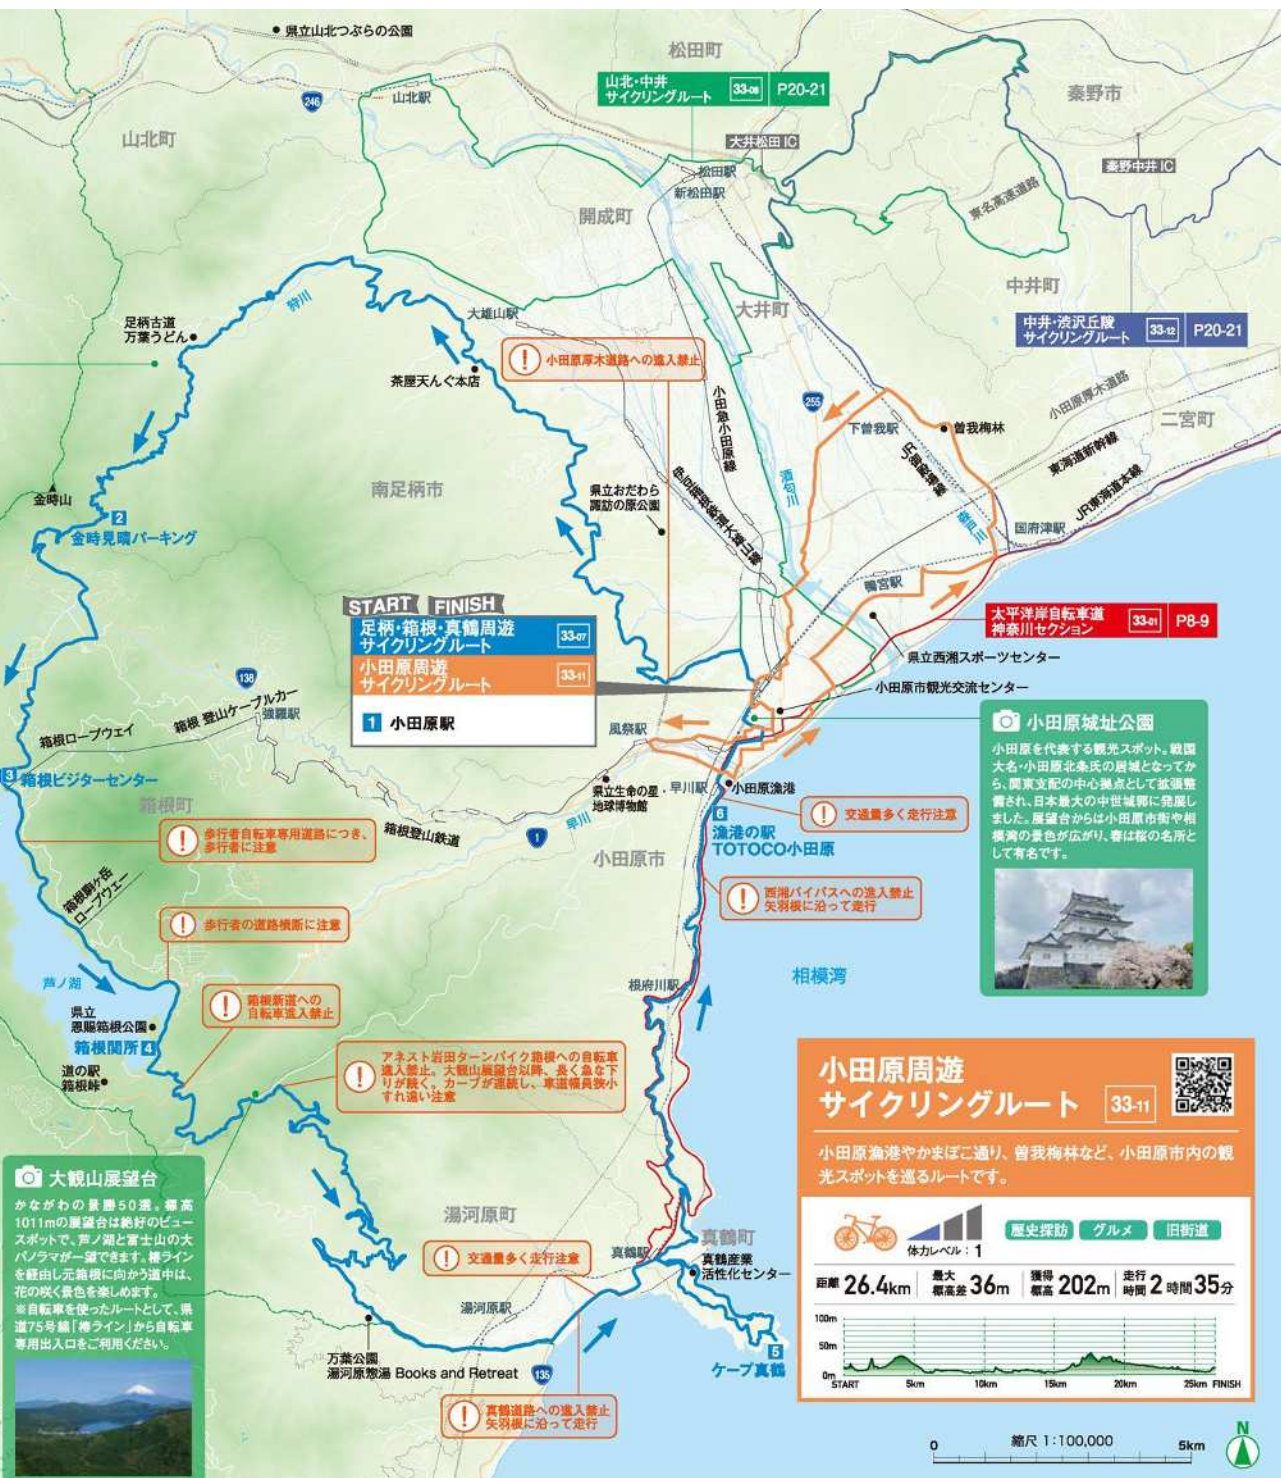 県立山北つぶらの公園
松田町
山北・中井
サイクリングルート
33-08
P20-21
秦野市
246
山北駅
山北町
大井松田IC
秦野中井IC
松田駅
新松田駅
東名高速道路
開成町
中井町
狩川
大雄山駅
大井町
中井・渋沢丘陵
サイクリングルート
33-12
P20-21
足柄古道
万葉うどん
小田原厚木道路への進入禁止
茶屋天んぐ本店
小田急小田原線
255
小田原厚木道路
二宮町
下曽我駅
曽我梅林
JR御殿場線
東海道新幹線
JR東海道本線
南足柄市
金時山
県立おだわら
諏訪の原公園
伊豆箱根鉄道大雄山線
酒匂川
森戸川
国府津駅
2
金時見晴パーキング
鴨宮駅
START FINISH
足柄・箱根・真鶴周遊
サイクリングルート
33-07
小田原周遊
サイクリングルート
33-11
1 小田原駅
太平洋岸自転車道
神奈川セクション
33-01
P8-9
県立西湘スポーツセンター
小田原市観光交流センター
138
箱根 登山ケーブルカー
強羅駅
箱根ロープウェイ
風祭駅
3 箱根ビジターセンター
箱根町
県立生命の星・
地球博物館
早川駅
小田原漁港
早川
箱根登山鉄道
1
歩行者自転車専用道路につき、
歩行者に注意
交通量多く走行注意
6
漁港の駅
TOTOCO小田原
小田原市
小田原城址公園
小田原を代表する観光スポット。戦国
大名・小田原北条氏の居城となってか
ら、関東支配の中心拠点として拡張整
備され、日本最大の中世城郭に発展し
ました。展望台からは小田原市街や相
模湾の景色が広がり、春は桜の名所と
して有名です。
箱根駒ヶ岳
ロープウェー
歩行者の道路横断に注意
西湘バイパスへの進入禁止
矢羽根に沿って走行
芦ノ湖
相模湾
根府川駅
県立
恩賜箱根公園
箱根関所 4
箱根新道への
自転車進入禁止
道の駅
箱根峠
アネスト岩田ターンパイク箱根への自転車
進入禁止。大観山展望台以降、長く急な下
りが続く。カーブが連続し、車道幅員狭小
すれ違い注意
小田原周遊
サイクリングルート
33-11
小田原漁港やかまぼこ通り、曽我梅林など、小田原市内の観
光スポットを巡るルートです。
体力レベル：1
歴史探訪
グルメ
旧街道
距離 26.4km
最大標高差 36m
獲得標高 202m
走行時間 2時間35分
100m
50m
0m
START 5km 10km 15km 20km 25km FINISH
大観山展望台
かながわの景勝50選。標高
1011mの展望台は絶好のビュー
スポットで、芦ノ湖と富士山の大
パノラマが一望できます。椿ライン
を経由し元箱根に向かう道中は、
花の咲く景色を楽しめます。
※自転車を使ったルートとして、県
道75号線「椿ライン」から自転車
専用出入口をご利用ください。
湯河原町
真鶴町
真鶴駅
真鶴産業
活性化センター
交通量多く走行注意
湯河原駅
万葉公園
湯河原惣湯 Books and Retreat
135
5
ケープ真鶴
真鶴道路への進入禁止
矢羽根に沿って走行
縮尺 1:100,000
0 5km
N